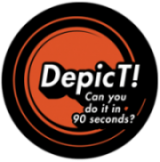 DepicT!
Can you
do it in
90 seconds?